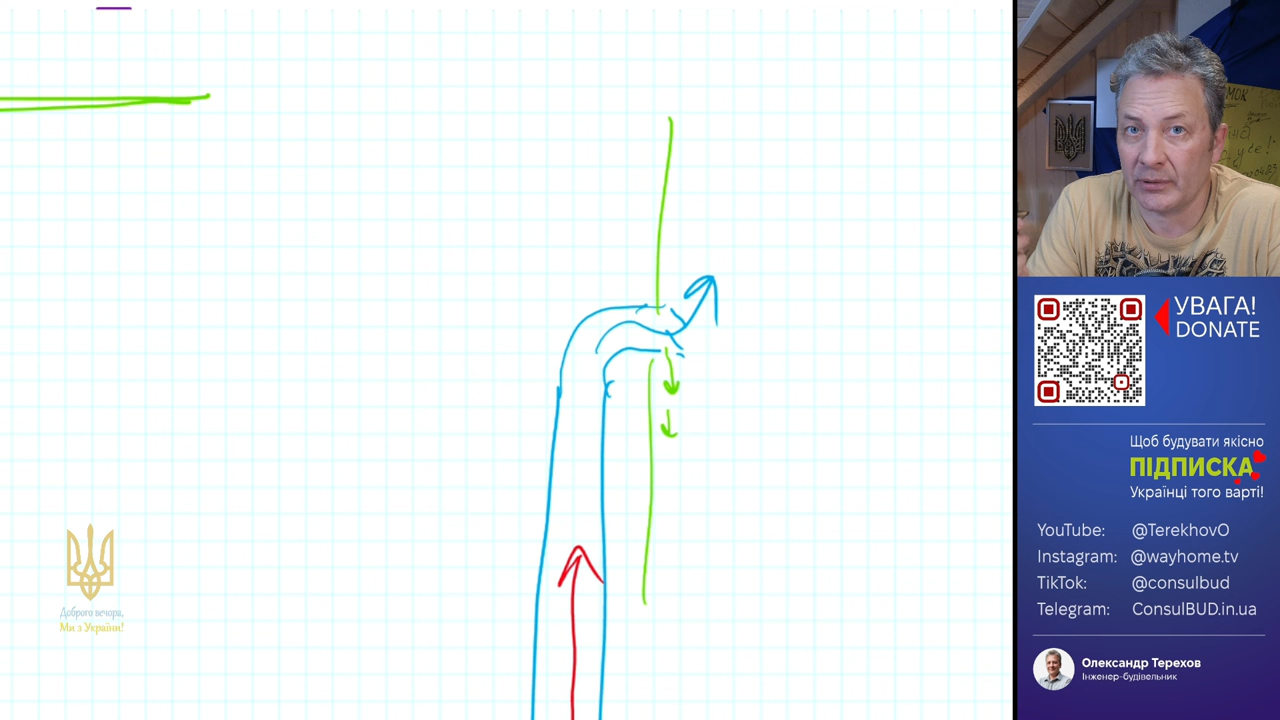 УВАГА!
DONATE
Щоб будувати якісно
ПІДПИСКА
Українці того варті!
YouTube: @TerekhovO
Instagram: @wayhome.tv
TikTok: @consulbud
Telegram: ConsulBUD.in.ua
Олександр Терехов
Інженер-будівельник
Доброго вечора,
Ми з України!